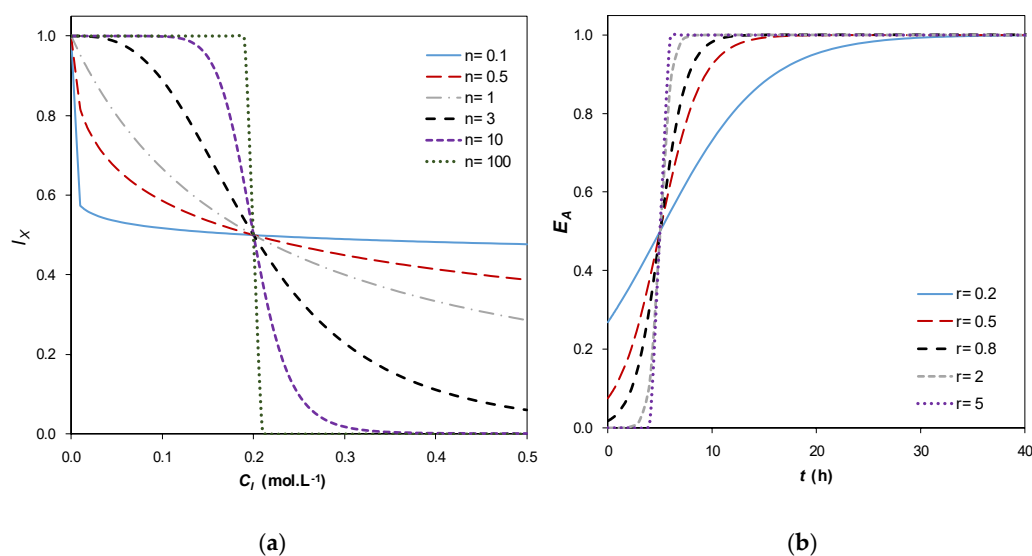 1.0
0.8
0.6
0.4
0.2
0.0
I_X
0.0 0.1 0.2 0.3 0.4 0.5
C_I (mol.L-1)
n= 0.1
n= 0.5
n= 1
n= 3
n= 10
n= 100
(a)
1.0
0.8
0.6
0.4
0.2
0.0
E_A
0 10 20 30 40
t (h)
r= 0.2
r= 0.5
r= 0.8
r= 2
r= 5
(b)